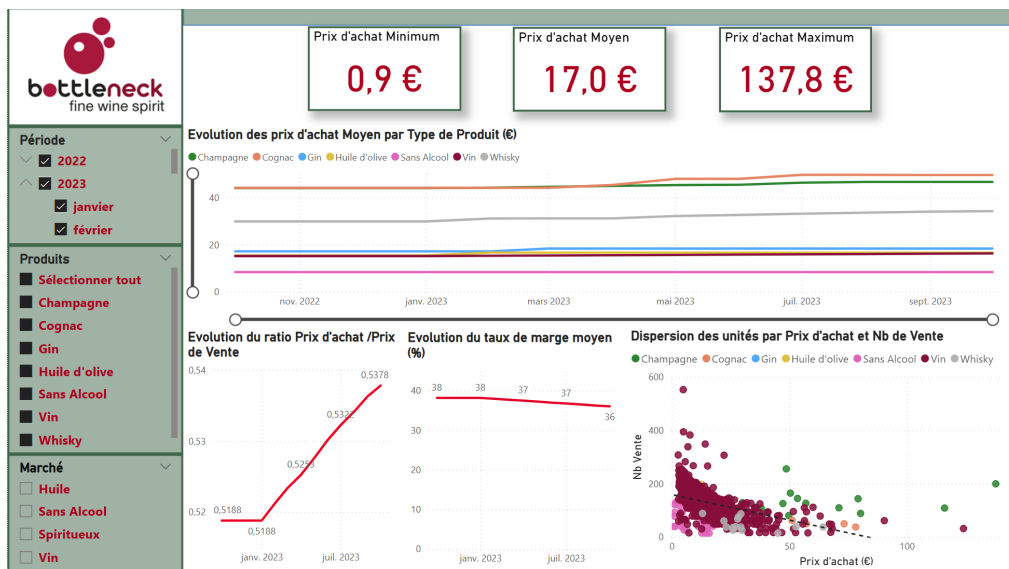 bottleneck
fine wine spirit
Prix d'achat Minimum
0,9 €
Prix d'achat Moyen
17,0 €
Prix d'achat Maximum
137,8 €
Période
2022
2023
janvier
février
Produits
Sélectionner tout
Champagne
Cognac
Gin
Huile d'olive
Sans Alcool
Vin
Whisky
Marché
Huile
Sans Alcool
Spiritueux
Vin
Evolution des prix d'achat Moyen par Type de Produit (€)
Champagne Cognac Gin Huile d'olive Sans Alcool Vin Whisky
40
20
0
nov. 2022 janv. 2023 mars 2023 mai 2023 juil. 2023 sept. 2023
Evolution du ratio Prix d'achat /Prix
de Vente
0,54
0,53
0,52
0,5188
0,5188
0,5253
0,5322
0,5378
janv. 2023 juil. 2023
Evolution du taux de marge moyen
(%)
40
30
20
10
0
38 38 37 37 36
janv. 2023 juil. 2023
Dispersion des unités par Prix d'achat et Nb de Vente
Champagne Cognac Gin Huile d'olive Sans Alcool Vin Whisky
Nb Vente
600
400
200
0
0 50 100
Prix d'achat (€)